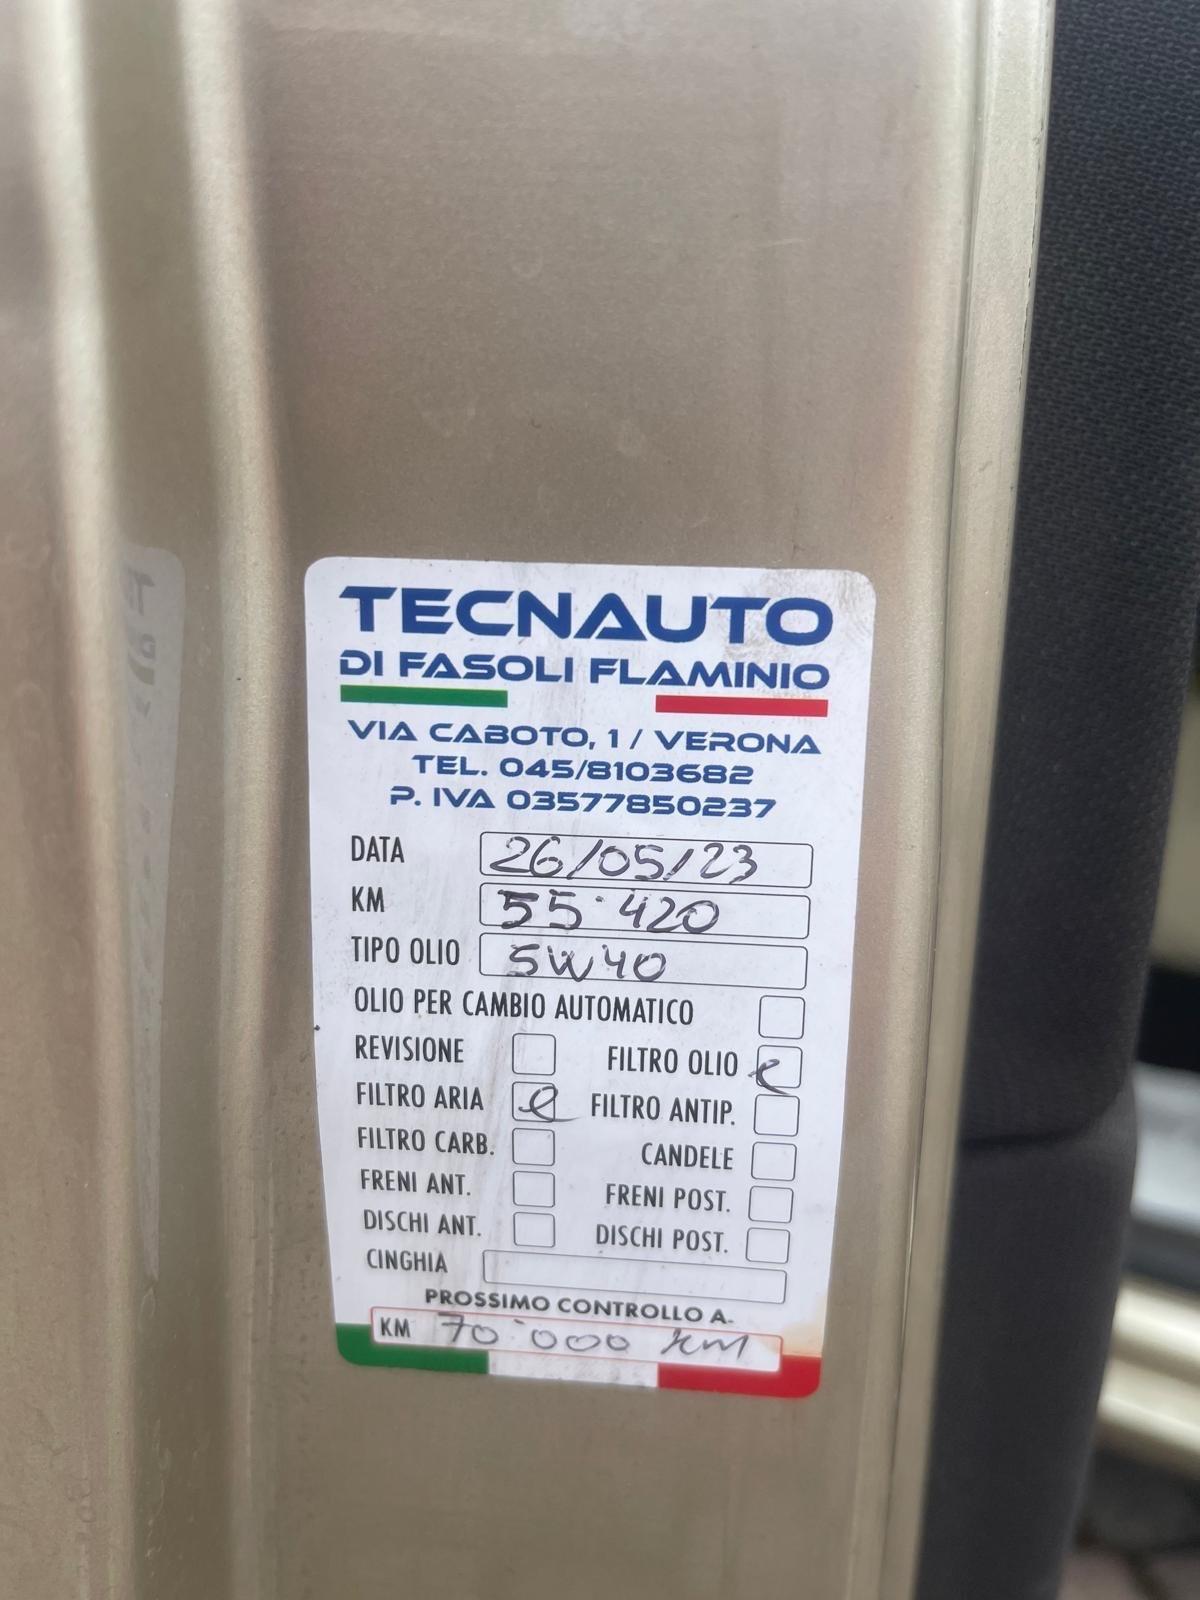 TECNAUTO
DI FASOLI FLAMINIO
VIA CABOTO, 1 / VERONA
TEL. 045/8103682
P. IVA 03577850237
DATA 26/05/23
KM 55.420
TIPO OLIO 5W40
OLIO PER CAMBIO AUTOMATICO
REVISIONE FILTRO OLIO
FILTRO ARIA FILTRO ANTIP.
FILTRO CARB. CANDELE
FRENI ANT. FRENI POST.
DISCHI ANT. DISCHI POST.
CINGHIA
PROSSIMO CONTROLLO A-
KM 70.000 KM